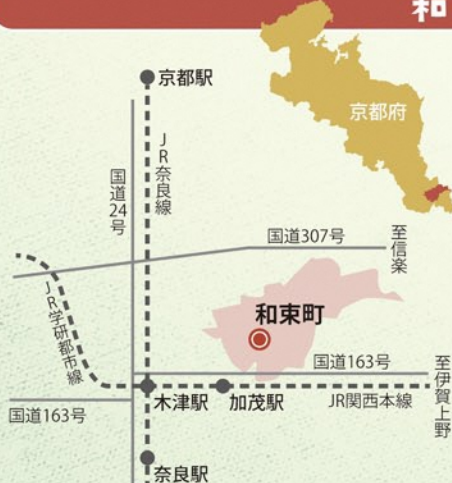 和
京都駅
京都府
JR奈良線
国道24号
国道307号
至信楽
和束町
JR学研都市線
国道163号
至伊賀上野
木津駅
加茂駅
JR関西本線
国道163号
奈良駅